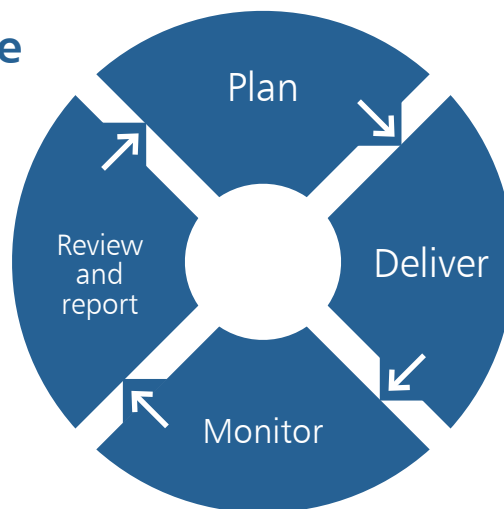 e
Plan
Deliver
Monitor
Review
and
report